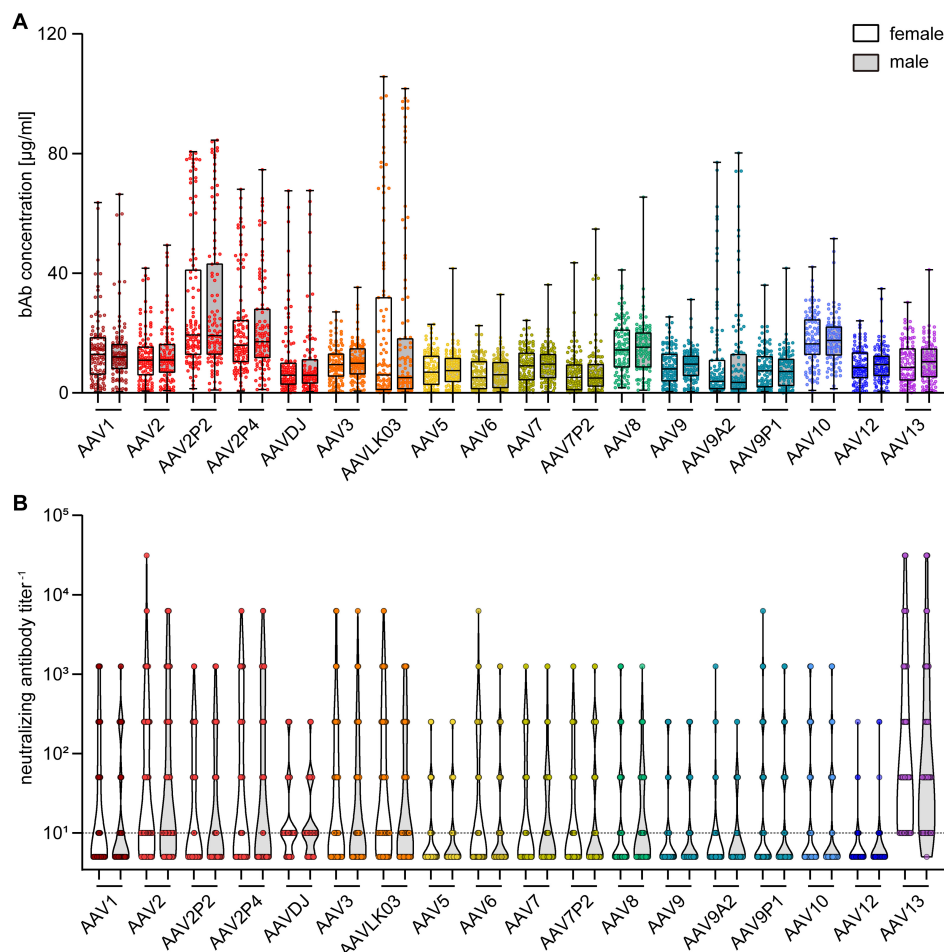 A
120
80
40
0
bAb concentration [µg/ml]
female
male
AAV1
AAV2
AAV2P2
AAV2P4
AAVDJ
AAV3
AAVLK03
AAV5
AAV6
AAV7
AAV7P2
AAV8
AAV9
AAV9A2
AAV9P1
AAV10
AAV12
AAV13
B
10⁵
10⁴
10³
10²
10¹
neutralizing antibody titer⁻¹
AAV1
AAV2
AAV2P2
AAV2P4
AAVDJ
AAV3
AAVLK03
AAV5
AAV6
AAV7
AAV7P2
AAV8
AAV9
AAV9A2
AAV9P1
AAV10
AAV12
AAV13